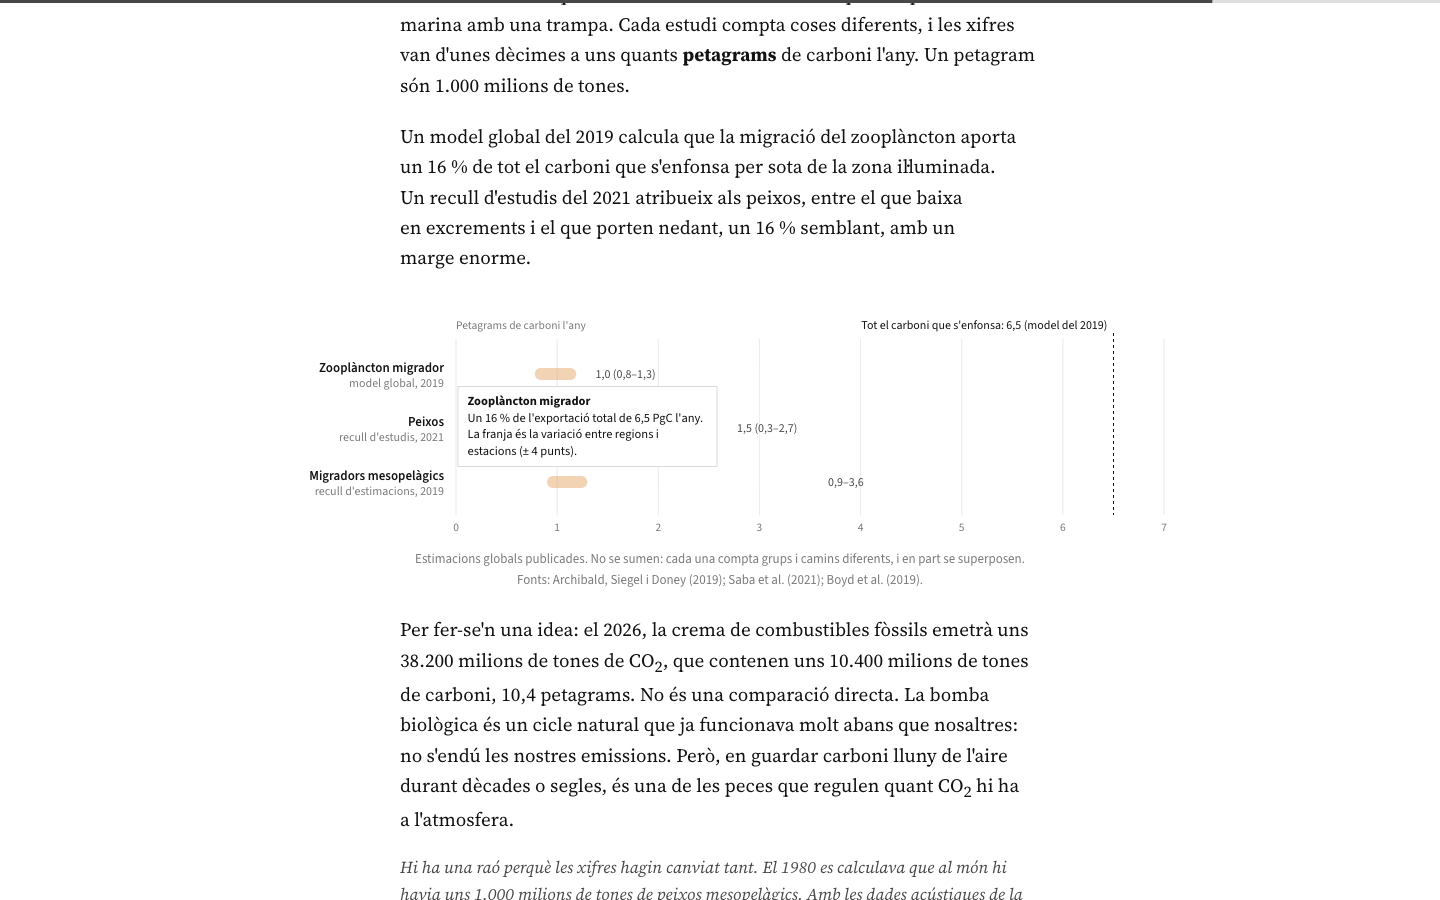 marina amb una trampa. Cada estudi compta coses diferents, i les xifres
van d'unes dècimes a uns quants petagrams de carboni l'any. Un petagram
són 1.000 milions de tones.
Un model global del 2019 calcula que la migració del zooplàncton aporta
un 16 % de tot el carboni que s'enfonsa per sota de la zona iŀluminada.
Un recull d'estudis del 2021 atribueix als peixos, entre el que baixa
en excrements i el que porten nedant, un 16 % semblant, amb un
marge enorme.
Petagrams de carboni l'any
Tot el carboni que s'enfonsa: 6,5 (model del 2019)
Zooplàncton migrador
model global, 2019
1,0 (0,8–1,3)
Zooplàncton migrador
Un 16 % de l'exportació total de 6,5 PgC l'any.
La franja és la variació entre regions i
estacions (± 4 punts).
Peixos
recull d'estudis, 2021
1,5 (0,3–2,7)
Migradors mesopelàgics
recull d'estimacions, 2019
0,9–3,6
0 1 2 3 4 5 6 7
Estimacions globals publicades. No se sumen: cada una compta grups i camins diferents, i en part se superposen.
Fonts: Archibald, Siegel i Doney (2019); Saba et al. (2021); Boyd et al. (2019).
Per fer-se'n una idea: el 2026, la crema de combustibles fòssils emetrà uns
38.200 milions de tones de CO₂, que contenen uns 10.400 milions de tones
de carboni, 10,4 petagrams. No és una comparació directa. La bomba
biològica és un cicle natural que ja funcionava molt abans que nosaltres:
no s'endú les nostres emissions. Però, en guardar carboni lluny de l'aire
durant dècades o segles, és una de les peces que regulen quant CO₂ hi ha
a l'atmosfera.
Hi ha una raó perquè les xifres hagin canviat tant. El 1980 es calculava que al món hi
havia uns 1.000 milions de tones de peixos mesopelàgics. Amb les dades acústiques de la